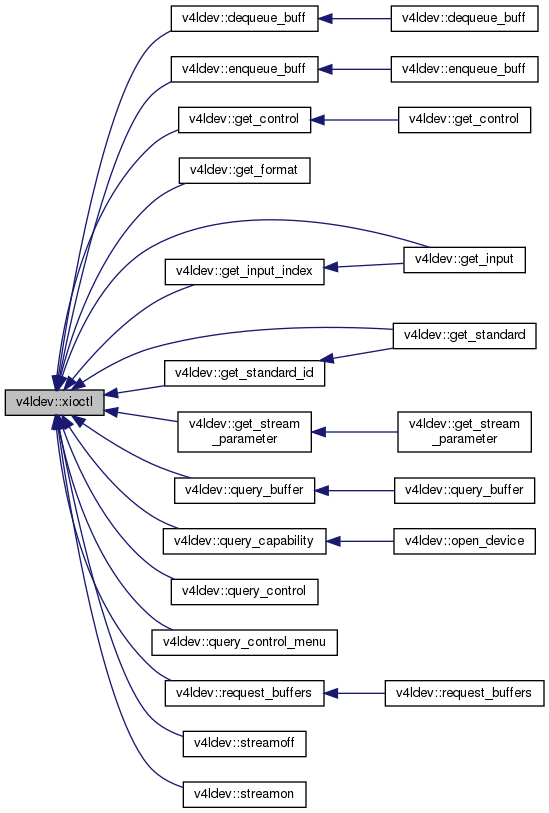 v4ldev::dequeue_buff
v4ldev::dequeue_buff
v4ldev::enqueue_buff
v4ldev::enqueue_buff
v4ldev::get_control
v4ldev::get_control
v4ldev::get_format
v4ldev::get_input
v4ldev::get_input_index
v4ldev::get_standard
v4ldev::get_standard_id
v4ldev::xioctl
v4ldev::get_stream
_parameter
v4ldev::get_stream
_parameter
v4ldev::query_buffer
v4ldev::query_buffer
v4ldev::query_capability
v4ldev::open_device
v4ldev::query_control
v4ldev::query_control_menu
v4ldev::request_buffers
v4ldev::request_buffers
v4ldev::streamoff
v4ldev::streamon